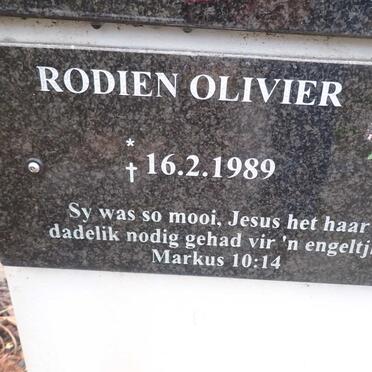 RODIEN OLIVIER
*
† 16.2.1989
Sy was so mooi, Jesus het haar
dadelik nodig gehad vir 'n
Markus 10:14